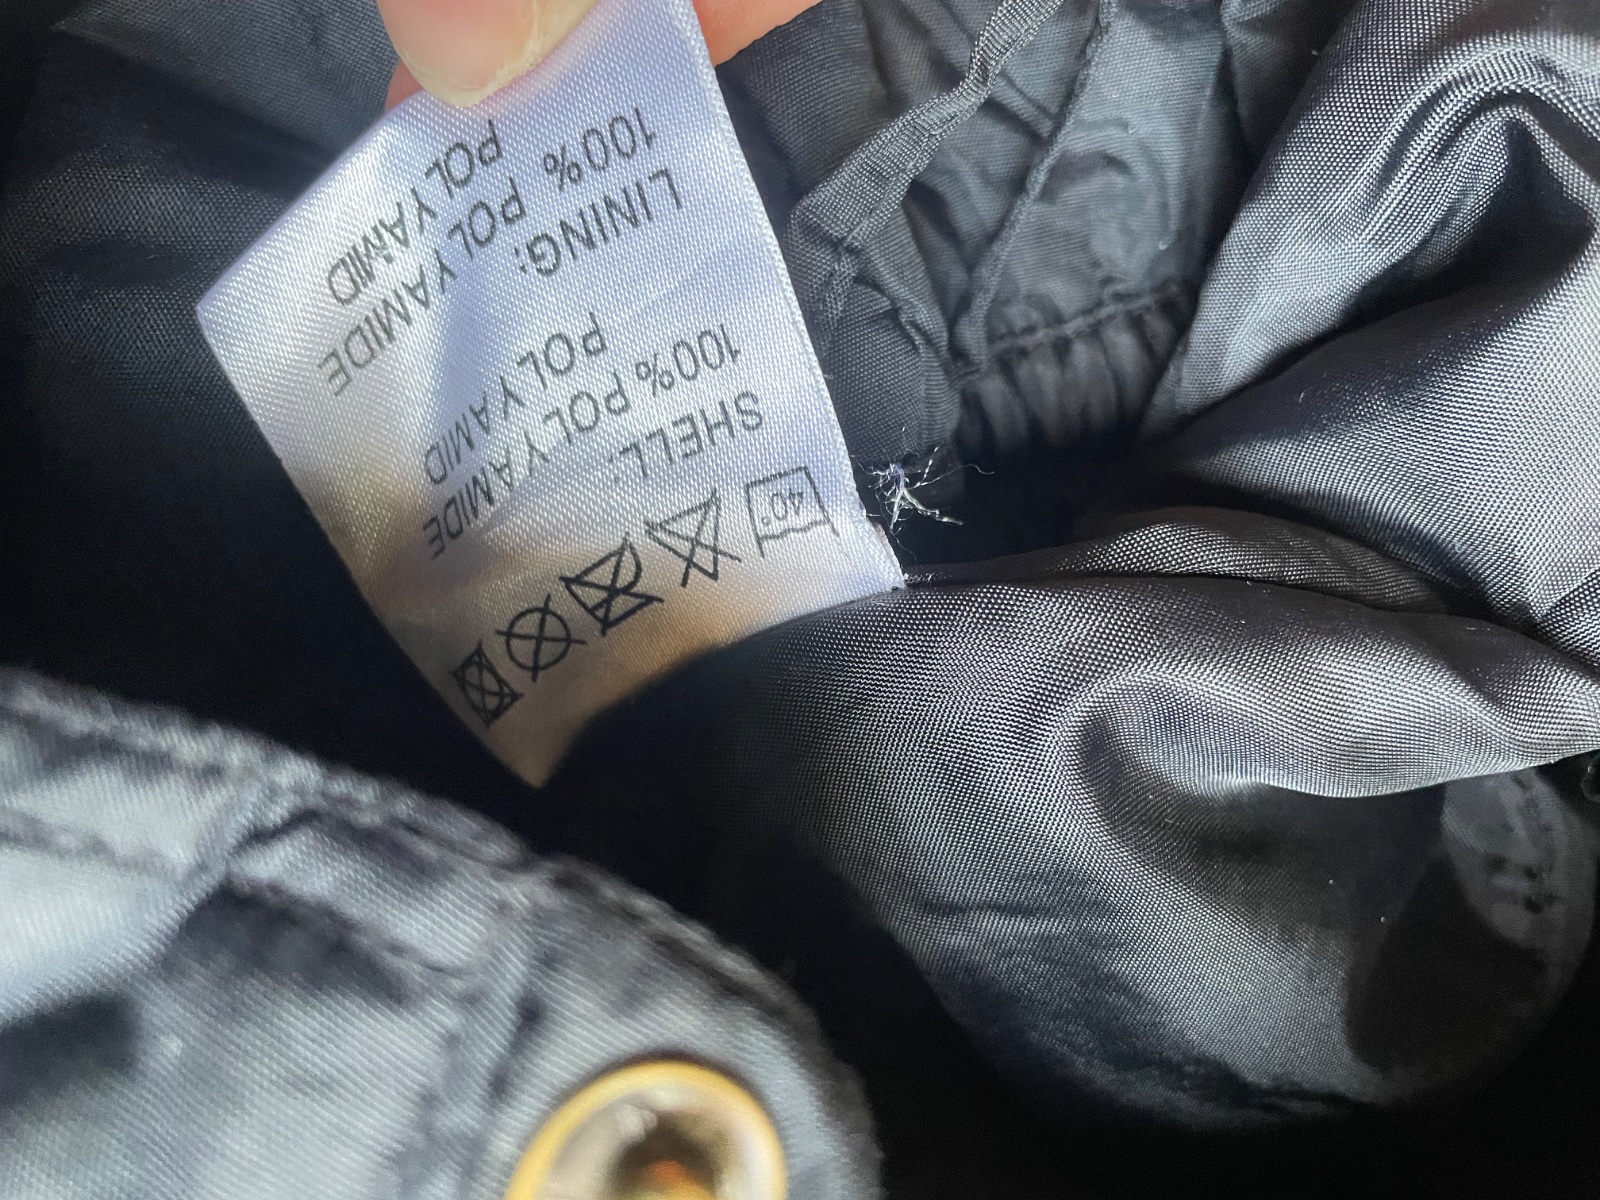 40°
SHELL:
100% POLYAMIDE
POLYAMID
LINING:
100% POLYAMIDE
POLYAMID